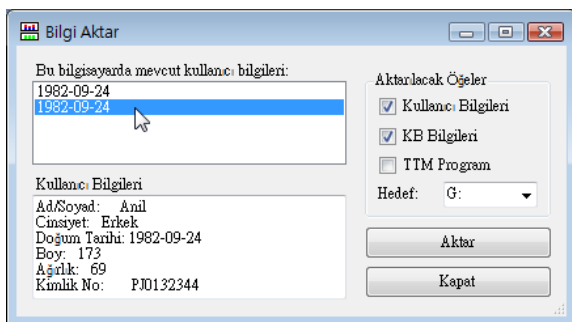 Bilgi Aktar
Bu bilgisayarda mevcut kullanıcı bilgileri:
1982-09-24
1982-09-24
Kullanıcı Bilgileri
Ad/Soyad: Anil
Cinsiyet: Erkek
Doğum Tarihi: 1982-09-24
Boy: 173
Ağırlık: 69
Kimlik No: PJ0132344
Aktarılacak Öğeler
Kullanıcı Bilgileri
KB Bilgileri
TTM Program
Hedef: G:
Aktar
Kapat